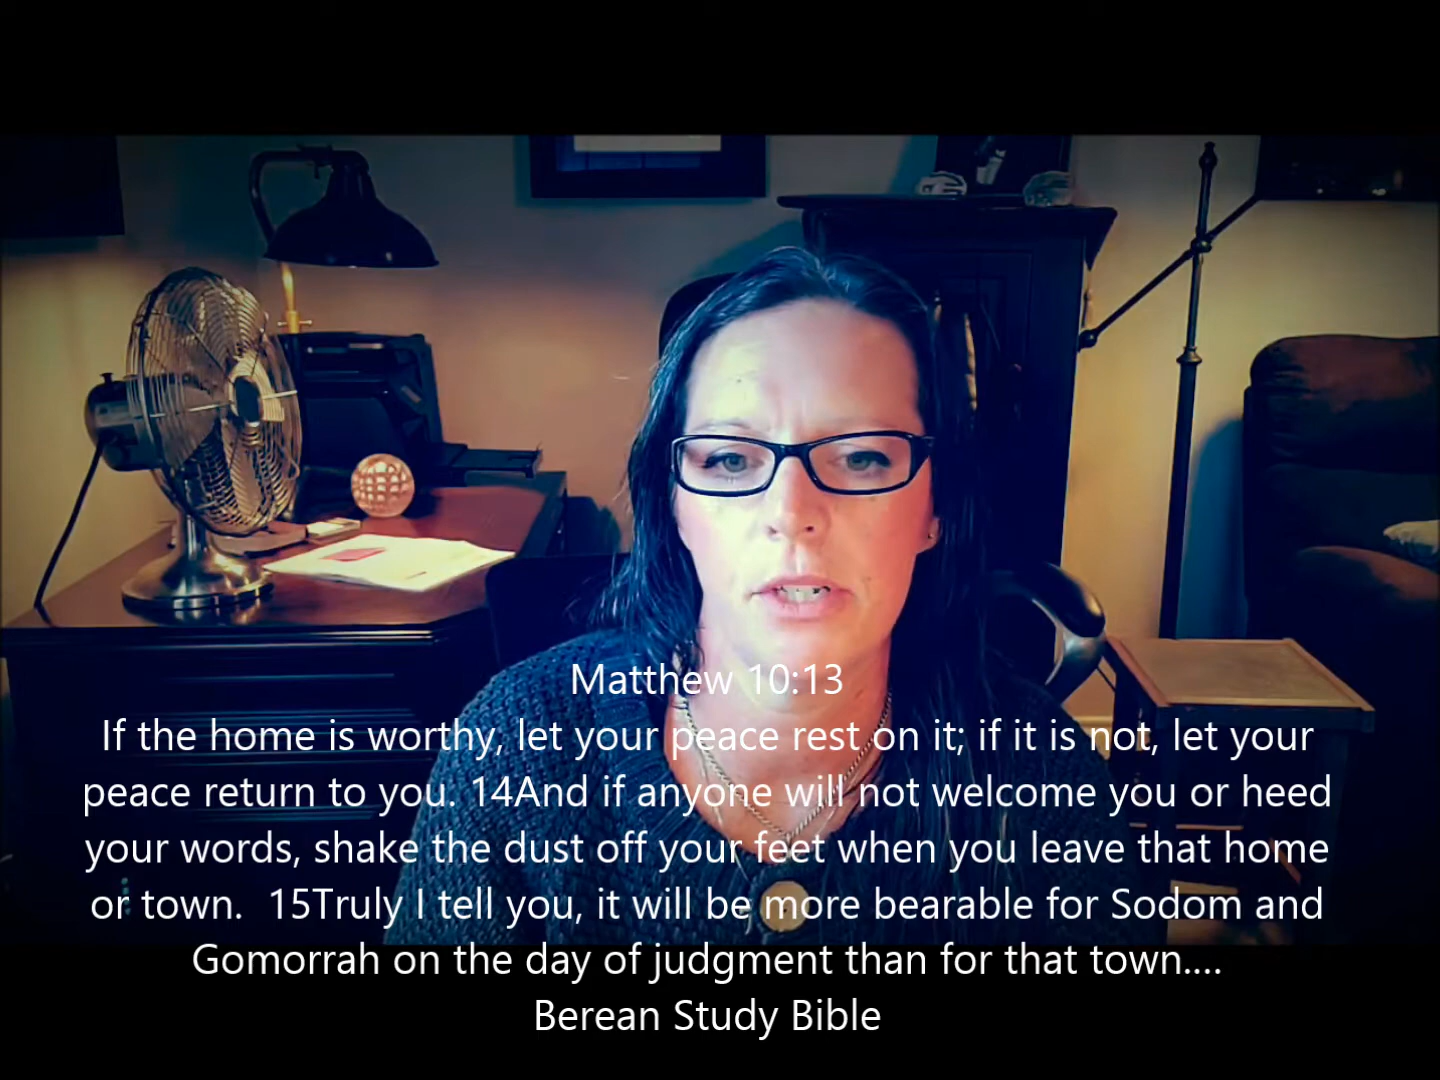 Matthew 10:13
If the home is worthy, let your peace rest on it; if it is not, let your
peace return to you. 14And if anyone will not welcome you or heed
your words, shake the dust off your feet when you leave that home
or town.  15Truly I tell you, it will be more bearable for Sodom and
Gomorrah on the day of judgment than for that town....
Berean Study Bible